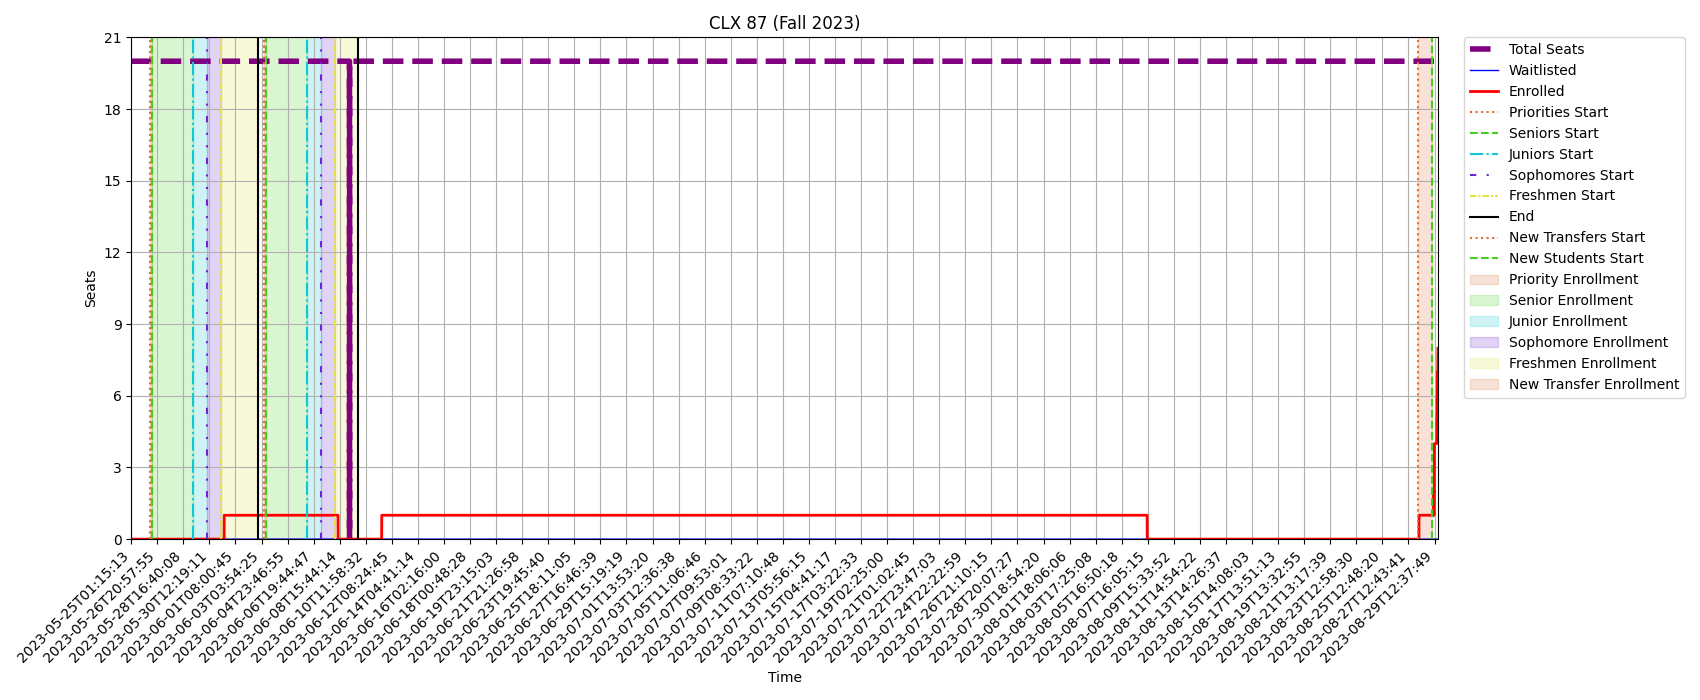 CLX 87 (Fall 2023)
21
18
15
12
9
6
3
0
Seats
2023-05-25T01:15:13
2023-05-26T20:57:55
2023-05-28T16:40:08
2023-05-30T12:19:11
2023-06-01T08:00:45
2023-06-03T03:54:25
2023-06-04T23:46:55
2023-06-06T19:44:47
2023-06-08T15:44:14
2023-06-10T11:58:32
2023-06-12T08:24:45
2023-06-14T04:41:14
2023-06-16T02:16:00
2023-06-18T00:48:28
2023-06-19T23:15:03
2023-06-21T21:26:58
2023-06-23T19:45:40
2023-06-25T18:11:05
2023-06-27T16:46:39
2023-06-29T15:19:19
2023-07-01T13:53:20
2023-07-03T12:36:38
2023-07-05T11:06:46
2023-07-07T09:53:01
2023-07-09T08:33:22
2023-07-11T07:10:48
2023-07-13T05:56:15
2023-07-15T04:41:17
2023-07-17T03:22:33
2023-07-19T02:25:00
2023-07-21T01:02:45
2023-07-22T23:47:03
2023-07-24T22:22:59
2023-07-26T21:10:15
2023-07-28T20:07:27
2023-07-30T18:54:20
2023-08-01T18:06:06
2023-08-03T17:25:08
2023-08-05T16:50:18
2023-08-07T16:05:15
2023-08-09T15:33:52
2023-08-11T14:54:22
2023-08-13T14:26:37
2023-08-15T14:08:03
2023-08-17T13:51:13
2023-08-19T13:32:55
2023-08-21T13:17:39
2023-08-23T12:58:30
2023-08-25T12:48:20
2023-08-27T12:43:41
2023-08-29T12:37:49
Time
Total Seats
Waitlisted
Enrolled
Priorities Start
Seniors Start
Juniors Start
Sophomores Start
Freshmen Start
End
New Transfers Start
New Students Start
Priority Enrollment
Senior Enrollment
Junior Enrollment
Sophomore Enrollment
Freshmen Enrollment
New Transfer Enrollment